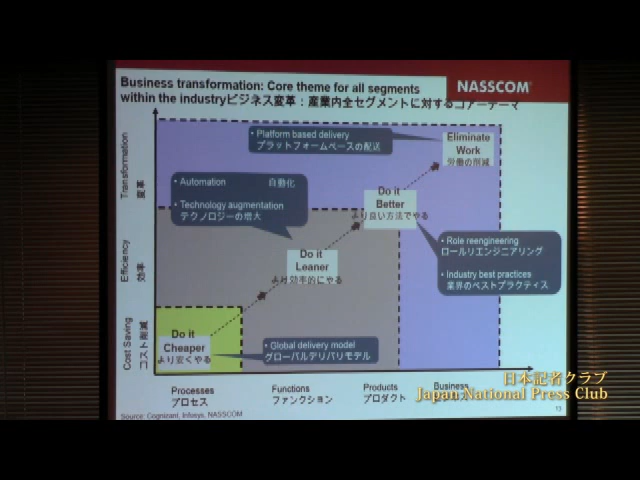 Business transformation: Core theme for all segments
within the industryビジネス変革：産業内全セグメントに対するコアーテーマ
NASSCOM®
Transformation
変革
Efficiency
効率
Cost Saving
コスト削減
• Platform based delivery
プラットフォームベースの配送
Eliminate
Work
労働の削減
• Automation 自動化
• Technology augmentation
テクノロジーの増大
Do it
Better
より良い方法でやる
• Role reengineering
ロールリエンジニアリング
• Industry best practices
業界のベストプラクティス
Do it
Leaner
より効率的にやる
Do it
Cheaper
より安くやる
• Global delivery model
グローバルデリバリモデル
Processes
プロセス
Functions
ファンクション
Products
プロダクト
Business
Source: Cognizant, Infosys, NASSCOM
13
日本記者クラブ
Japan National Press Club